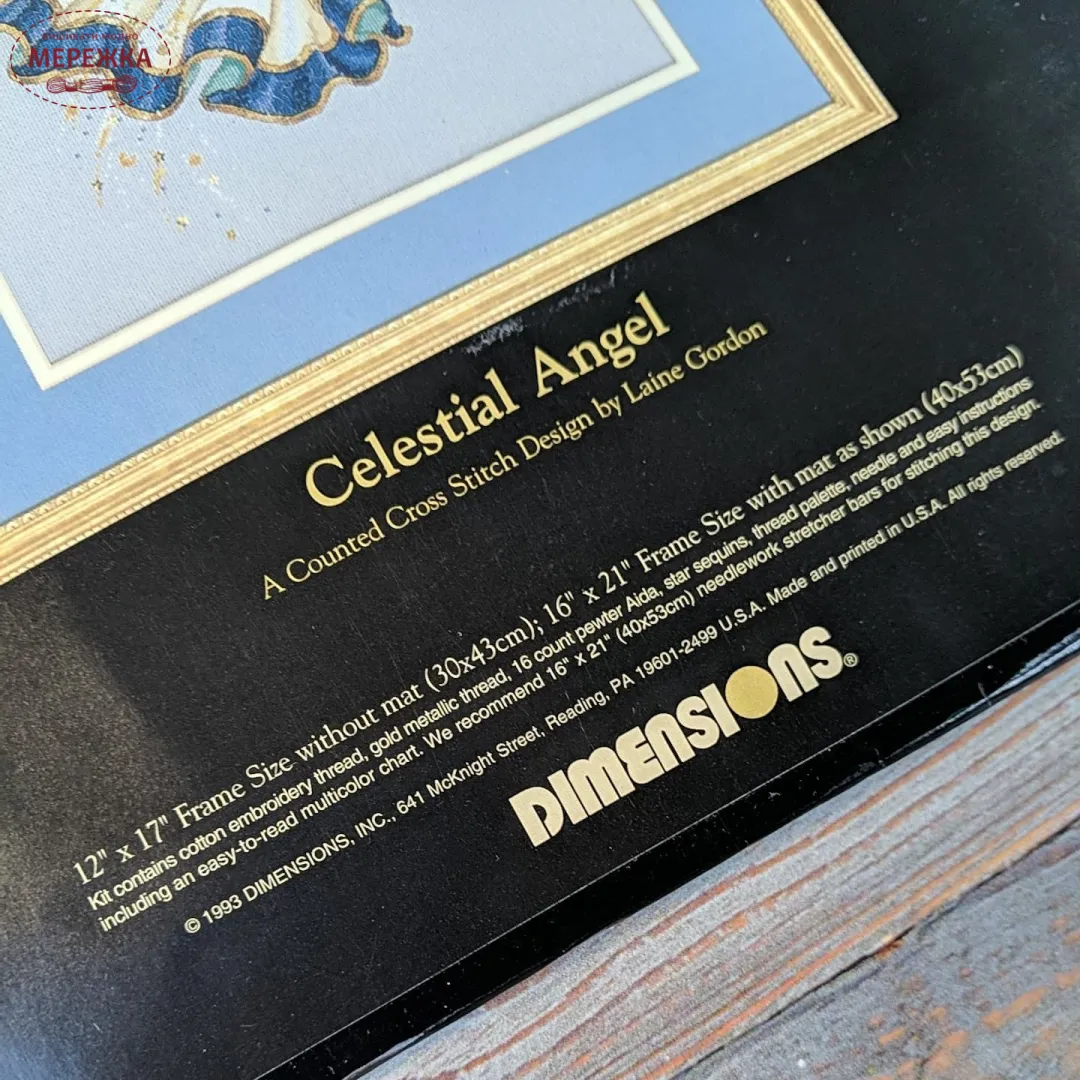 МЕРЕЖКА
Celestial Angel
A Counted Cross Stitch Design by Laine Gordon
12" x 17" Frame Size without mat (30x43cm); 16" x 21" Frame Size with mat as shown (40x53cm)
Kit contains cotton embroidery thread, gold metallic thread, 16 count pewter Aida, star sequins, thread palette, needle and easy instructions
including an easy-to-read multicolor chart. We recommend 16" x 21" (40x53cm) needlework stretcher bars for stitching this design.
© 1993 DIMENSIONS, INC., 641 McKnight Street, Reading, PA 19601-2499 U.S.A. Made and printed in U.S.A. All rights reserved.
DIMENSIONS®